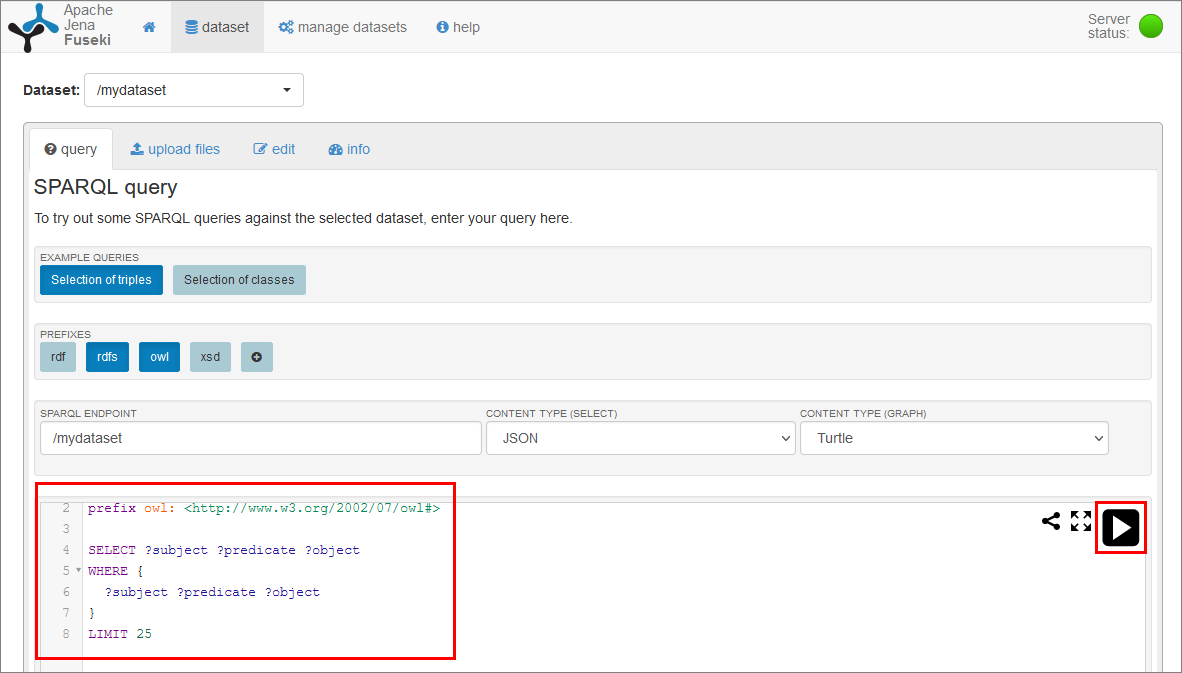 Apache
Jena
Fuseki
dataset
manage datasets
help
Server
status:
Dataset:
/mydataset
query
upload files
edit
info
SPARQL query
To try out some SPARQL queries against the selected dataset, enter your query here.
EXAMPLE QUERIES
Selection of triples
Selection of classes
PREFIXES
rdf
rdfs
owl
xsd
SPARQL ENDPOINT
CONTENT TYPE (SELECT)
CONTENT TYPE (GRAPH)
/mydataset
JSON
Turtle
2 prefix owl: <http://www.w3.org/2002/07/owl#>
3
4 SELECT ?subject ?predicate ?object
5 WHERE {
6 ?subject ?predicate ?object
7 }
8 LIMIT 25